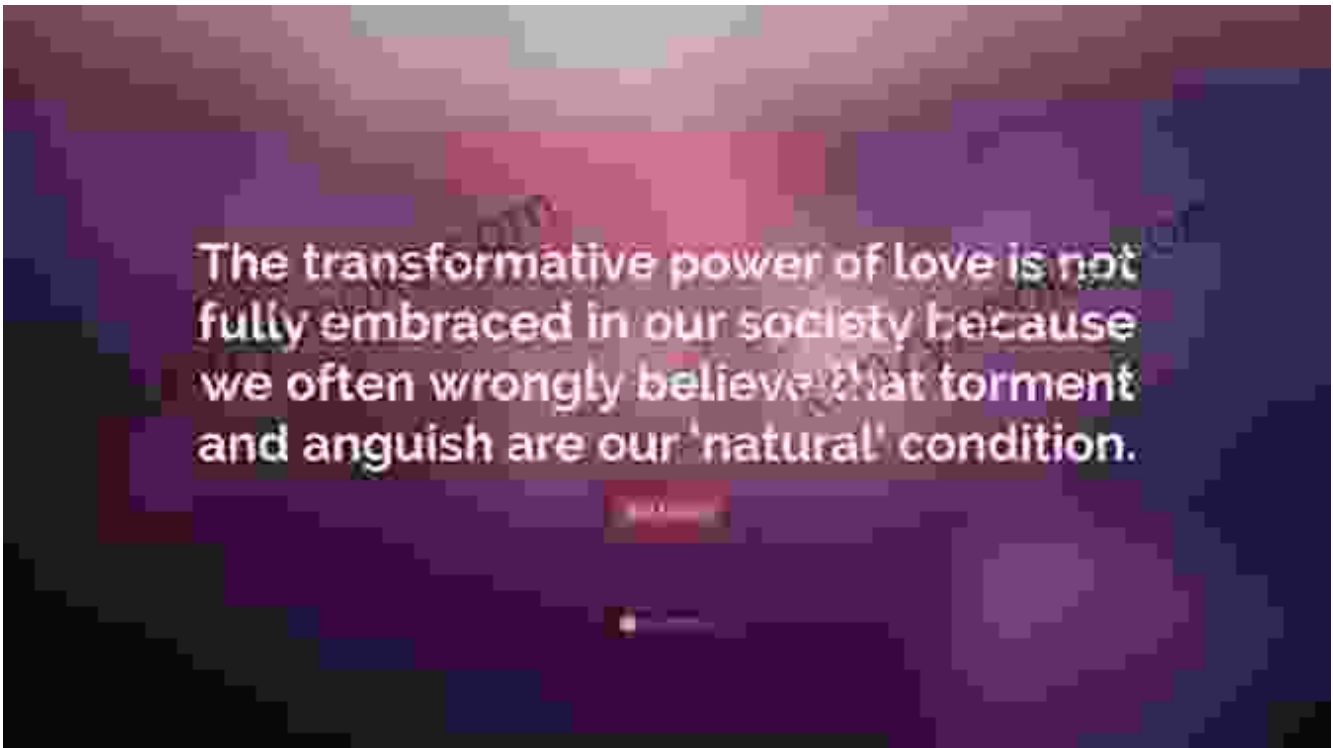 The transformative power of love is not
fully embraced in our society because
we often wrongly believe that torment
and anguish are our 'natural' condition.